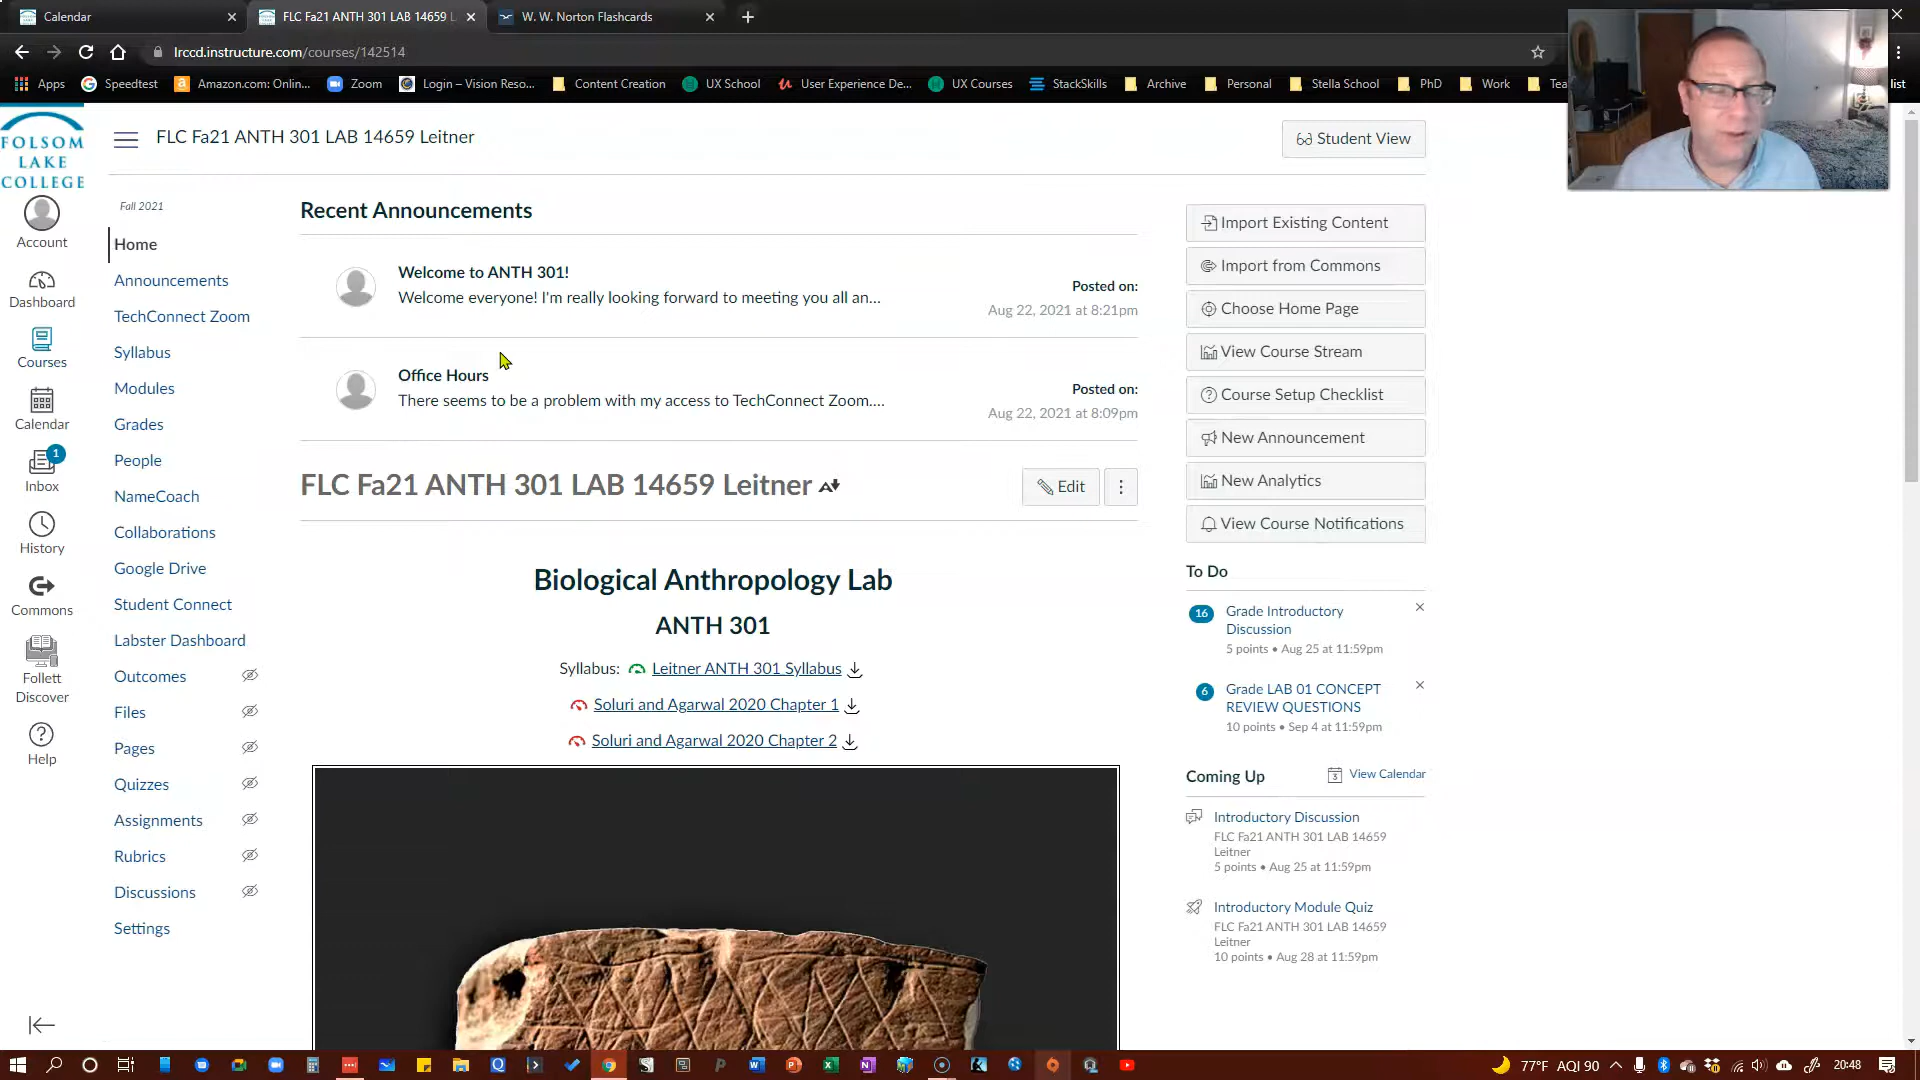 Calendar
FLC Fa21 ANTH 301 LAB 14659 L
W. W. Norton Flashcards
lrccd.instructure.com/courses/142514
Apps
Speedtest
Amazon.com: Onlin...
Zoom
Login – Vision Reso...
Content Creation
UX School
User Experience De...
UX Courses
StackSkills
Archive
Personal
Stella School
PhD
Work
Tea
list
FOLSOM
LAKE
COLLEGE
FLC Fa21 ANTH 301 LAB 14659 Leitner
Student View
Account
Dashboard
Courses
Calendar
1
Inbox
History
Commons
Follett
Discover
Help
Fall 2021
Home
Announcements
TechConnect Zoom
Syllabus
Modules
Grades
People
NameCoach
Collaborations
Google Drive
Student Connect
Labster Dashboard
Outcomes
Files
Pages
Quizzes
Assignments
Rubrics
Discussions
Settings
Recent Announcements
Welcome to ANTH 301!
Welcome everyone! I'm really looking forward to meeting you all an...
Posted on:
Aug 22, 2021 at 8:21pm
Office Hours
There seems to be a problem with my access to TechConnect Zoom....
Posted on:
Aug 22, 2021 at 8:09pm
FLC Fa21 ANTH 301 LAB 14659 Leitner
Edit
Biological Anthropology Lab
ANTH 301
Syllabus: Leitner ANTH 301 Syllabus
Soluri and Agarwal 2020 Chapter 1
Soluri and Agarwal 2020 Chapter 2
Import Existing Content
Import from Commons
Choose Home Page
View Course Stream
Course Setup Checklist
New Announcement
New Analytics
View Course Notifications
To Do
16
Grade Introductory
Discussion
5 points • Aug 25 at 11:59pm
6
Grade LAB 01 CONCEPT
REVIEW QUESTIONS
10 points • Sep 4 at 11:59pm
Coming Up
View Calendar
Introductory Discussion
FLC Fa21 ANTH 301 LAB 14659
Leitner
5 points • Aug 25 at 11:59pm
Introductory Module Quiz
FLC Fa21 ANTH 301 LAB 14659
Leitner
10 points • Aug 28 at 11:59pm
77°F AQI 90
20:48